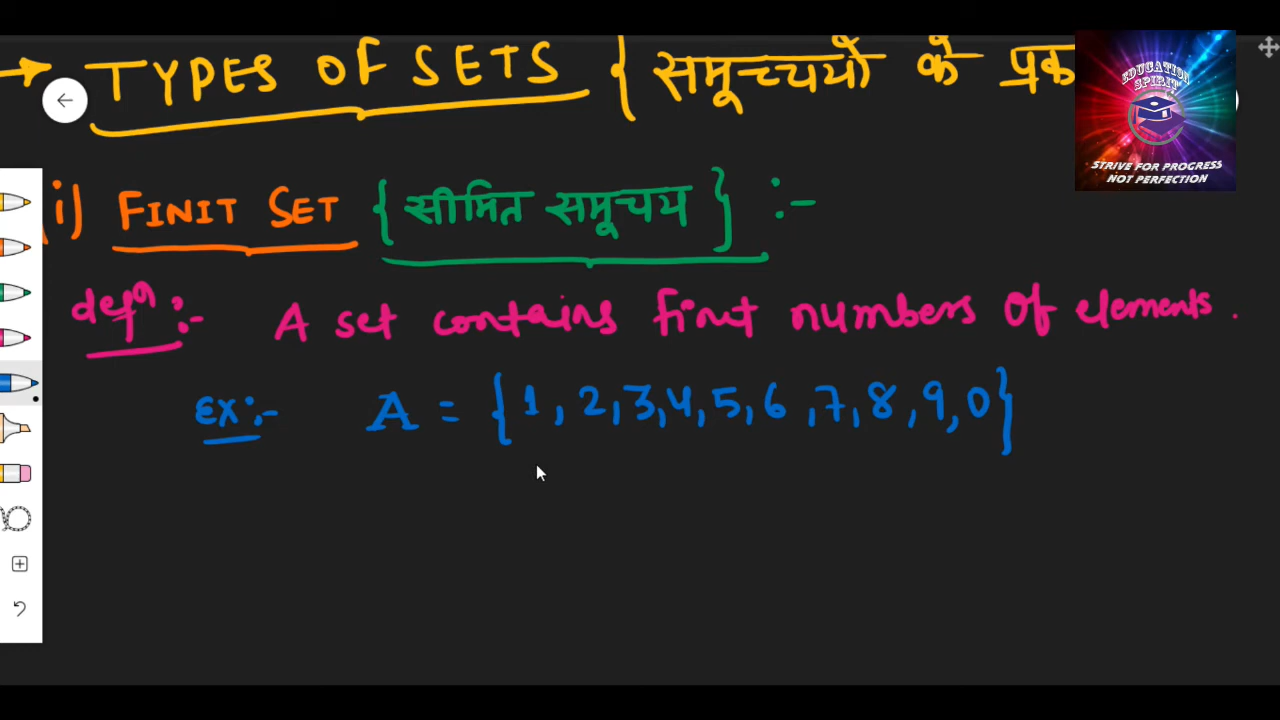 → TYPES OF SETS { समूच्चयों के प्रक
EDUCATION SPIRIT
STRIVE FOR PROGRESS
NOT PERFECTION
(i) FINIT SET { सीमित समूचय } :-
defn :- A set contains finit numbers of elements.
Ex:- A = {1, 2, 3, 4, 5, 6, 7, 8, 9, 0}